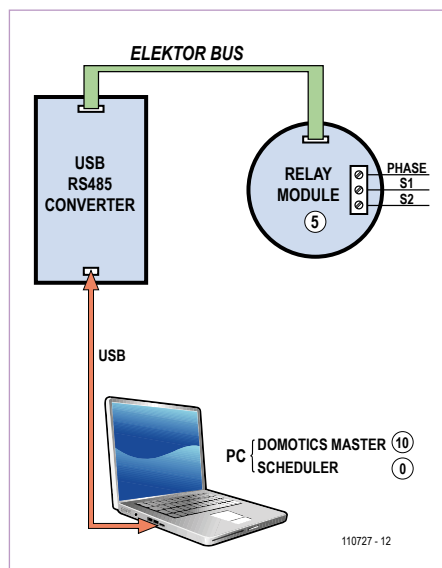 ELEKTOR BUS
USB
RS485
CONVERTER
RELAY
MODULE
5
PHASE
S1
S2
USB
PC
DOMOTICS MASTER 10
SCHEDULER 0
110727 - 12